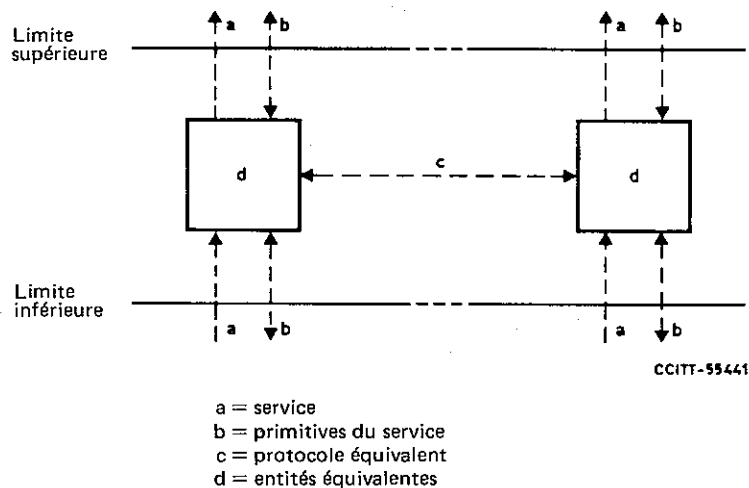 a b a b
Limite
supérieure
c
d d
Limite
inférieure
a b a b
CCITT-55441
a = service
b = primitives du service
c = protocole équivalent
d = entités équivalentes